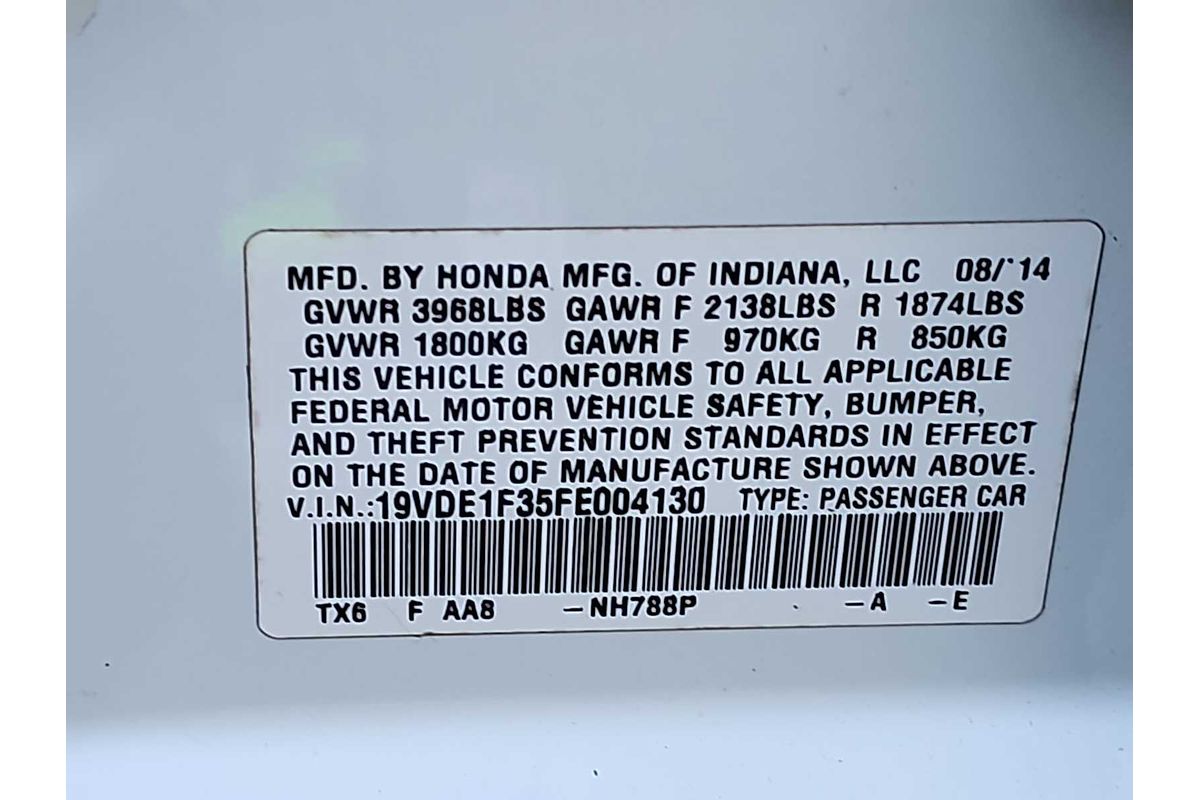 MFD. BY HONDA MFG. OF INDIANA, LLC 08/'14
GVWR 3968LBS GAWR F 2138LBS R 1874LBS
GVWR 1800KG GAWR F 970KG R 850KG
THIS VEHICLE CONFORMS TO ALL APPLICABLE
FEDERAL MOTOR VEHICLE SAFETY, BUMPER,
AND THEFT PREVENTION STANDARDS IN EFFECT
ON THE DATE OF MANUFACTURE SHOWN ABOVE.
V.I.N.:19VDE1F35FE004130 TYPE: PASSENGER CAR
TX6 F AA8 -NH788P -A -E